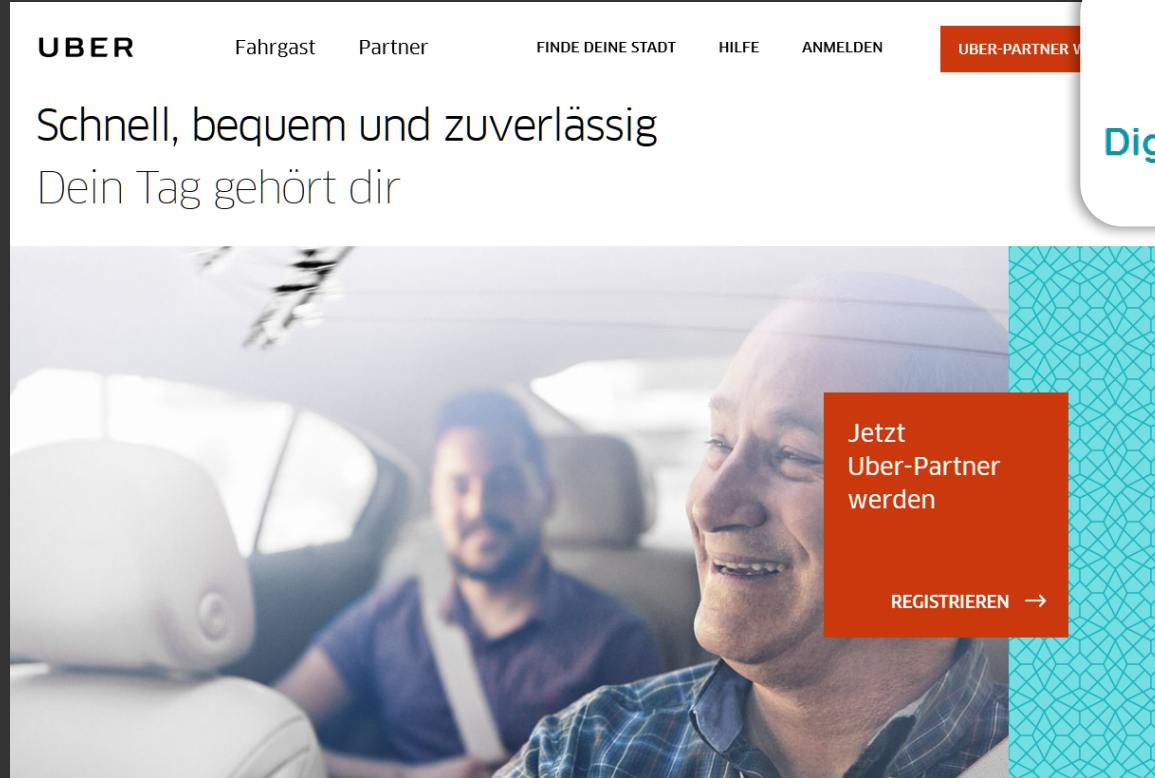 UBER
Fahrgast Partner
FINDE DEINE STADT HILFE ANMELDEN
UBER-PARTNER
Schnell, bequem und zuverlässig
Dein Tag gehört dir
Jetzt
Uber-Partner
werden
REGISTRIEREN →